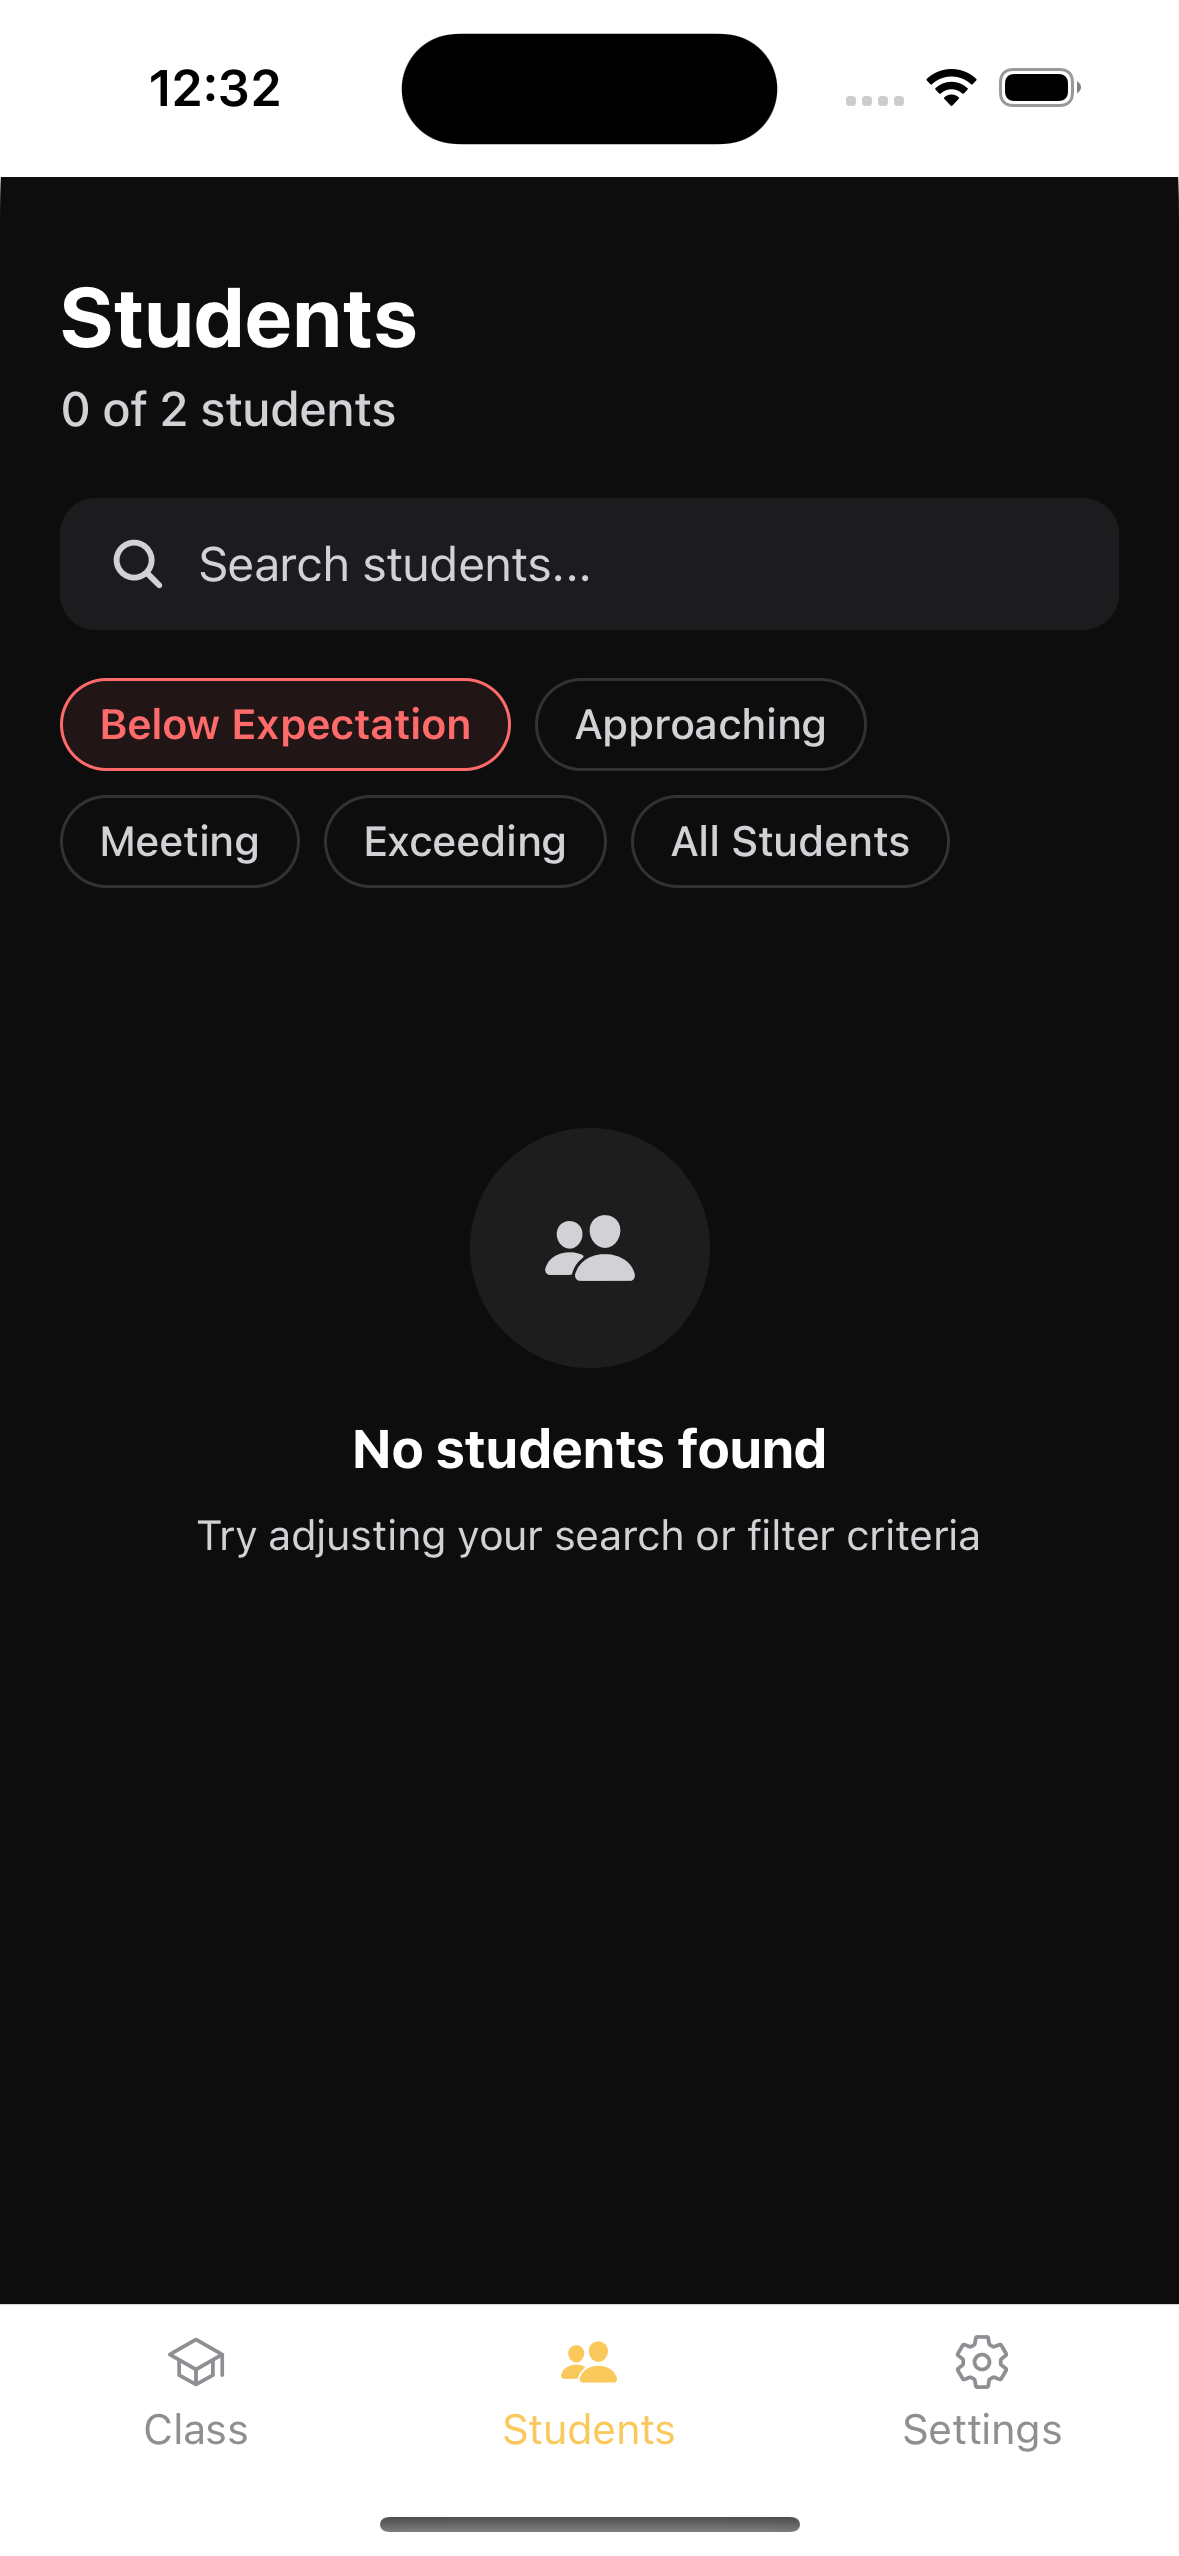 12:32
Students
0 of 2 students
Search students...
Below Expectation
Approaching
Meeting
Exceeding
All Students
No students found
Try adjusting your search or filter criteria
Class
Students
Settings